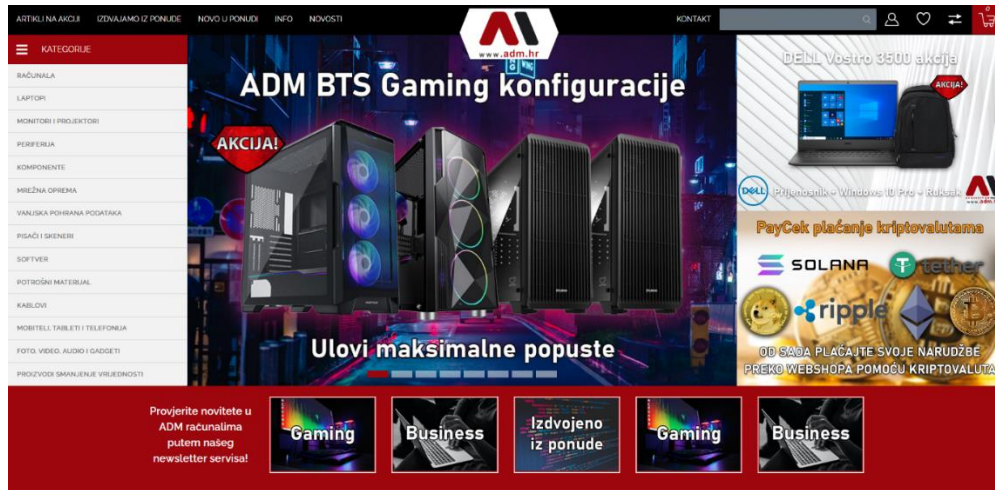 ARTIKLI NA AKCIJI IZDVAJAMO IZ PONUDE NOVO U PONUDI INFO NOVOSTI
www.adm.hr
KONTAKT
0
KATEGORIJE
RAČUNALA
LAPTOPI
MONITORI I PROJEKTORI
PERIFERIJA
KOMPONENTE
MREŽNA OPREMA
VANJSKA POHRANA PODATAKA
PISAČI I SKENERI
SOFTVER
POTROŠNI MATERIJAL
KABLOVI
MOBITELI, TABLETI I TELEFONIJA
FOTO, VIDEO, AUDIO I GADGETI
PROIZVODI SMANJENJE VRIJEDNOSTI
ADM BTS Gaming konfiguracije
AKCIJA!
Ulovi maksimalne popuste
DELL Vostro 3500 akcija
AKCIJA!
DELL
Prijenosnik + Windows 10 Pro + Ruksak
PayCek plaćanje kriptovalutama
SOLANA
tether
ripple
OD SADA PLAĆAJTE SVOJE NARUDŽBE
PREKO WEBSHOPA POMOĆU KRIPTOVALUTA
Provjerite novitete u
ADM računalima
putem našeg
newsletter servisa!
Gaming
Business
Izdvojeno
iz ponude
Gaming
Business